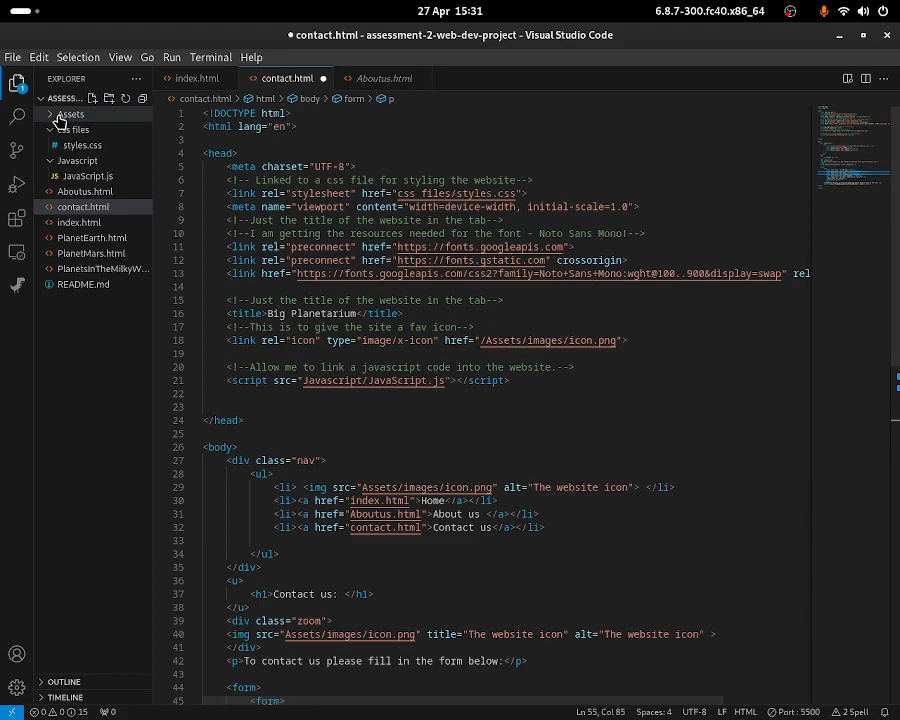 27 Apr 15:31
6.8.7-300.fc40.x86_64
● contact.html - assessment-2-web-dev-project - Visual Studio Code
File Edit Selection View Go Run Terminal Help
EXPLORER ···
index.html contact.html ● Aboutus.html ···
ASSESS...
contact.html > html > body > form > p
Assets
css files
styles.css
Javascript
JavaScript.js
Aboutus.html
contact.html
index.html
PlanetEarth.html
PlanetMars.html
PlanetsInTheMilkyW...
README.md
1 <!DOCTYPE html>
2 <html lang="en">
3
4 <head>
5 <meta charset="UTF-8">
6 <!-- Linked to a css file for styling the website-->
7 <link rel="stylesheet" href="css files/styles.css">
8 <meta name="viewport" content="width=device-width, initial-scale=1.0">
9 <!--Just the title of the website in the tab-->
10 <!--I am getting the resources needed for the font - Noto Sans Mono!-->
11 <link rel="preconnect" href="https://fonts.googleapis.com">
12 <link rel="preconnect" href="https://fonts.gstatic.com" crossorigin>
13 <link href="https://fonts.googleapis.com/css2?family=Noto+Sans+Mono:wght@100..900&display=swap" rel
14
15 <!--Just the title of the website in the tab-->
16 <title>Big Planetarium</title>
17 <!--This is to give the site a fav icon-->
18 <link rel="icon" type="image/x-icon" href="/Assets/images/icon.png">
19
20 <!--Allow me to link a javascript code into the website.-->
21 <script src="Javascript/JavaScript.js"></script>
22
23
24 </head>
25
26 <body>
27 <div class="nav">
28 <ul>
29 <li> <img src="Assets/images/icon.png" alt="The website icon"> </li>
30 <li><a href="index.html">Home</a></li>
31 <li><a href="Aboutus.html">About us </a></li>
32 <li><a href="contact.html">Contact us</a></li>
33
34 </ul>
35 </div>
36 <u>
37 <h1>Contact us: </h1>
38 </u>
39 <div class="zoom">
40 <img src="Assets/images/icon.png" title="The website icon" alt="The website icon" >
41 </div>
42 <p>To contact us please fill in the form below:</p>
43
44 <form>
45 <form>
OUTLINE
TIMELINE
1
0 0 15 0
Ln 55, Col 85 Spaces: 4 UTF-8 LF HTML Port : 5500 2 Spell